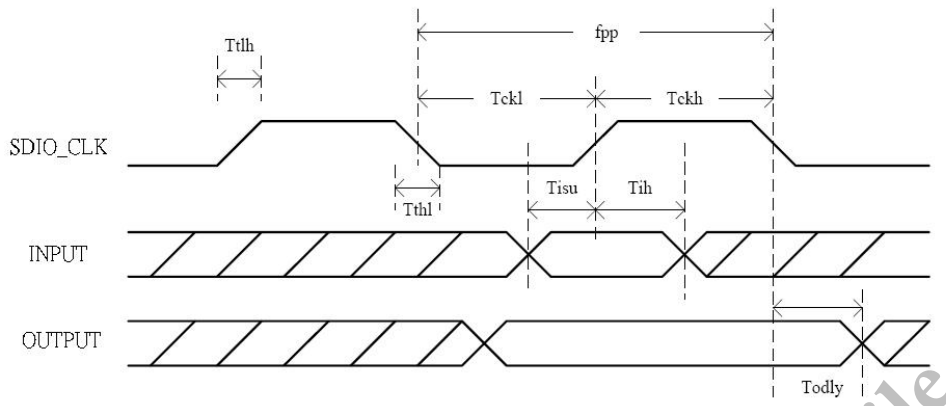 fpp
Ttlh
Tckl
Tckh
SDIO_CLK
Tthl
Tisu
Tih
INPUT
OUTPUT
Todly